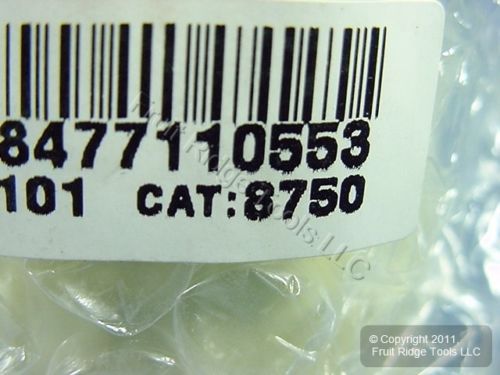 8477110553
101 CAT:8750
Fruit Ridge Tools, LLC
© Copyright 2011,
Fruit Ridge Tools LLC